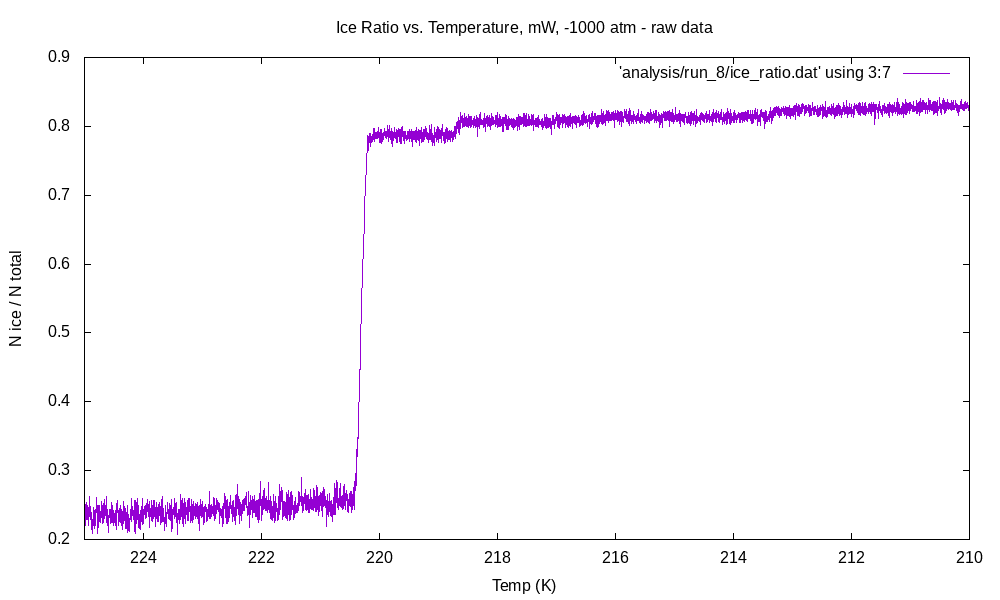 Ice Ratio vs. Temperature, mW, -1000 atm - raw data
'analysis/run_8/ice_ratio.dat' using 3:7
0.9
0.8
0.7
0.6
0.5
0.4
0.3
0.2
N ice / N total
224 222 220 218 216 214 212 210
Temp (K)